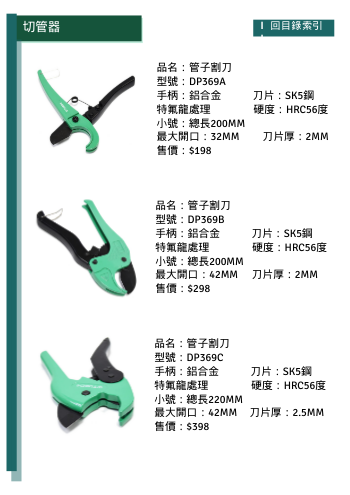 切管器
回目錄索引
品名：管子割刀
型號：DP369A
手柄：鋁合金 刀片：SK5鋼
特氟龍處理 硬度：HRC56度
小號：總長200MM
最大開口：32MM 刀片厚：2MM
售價：$198
品名：管子割刀
型號：DP369B
手柄：鋁合金 刀片：SK5鋼
特氟龍處理 硬度：HRC56度
小號：總長200MM
最大開口：42MM 刀片厚：2MM
售價：$298
品名：管子割刀
型號：DP369C
手柄：鋁合金 刀片：SK5鋼
特氟龍處理 硬度：HRC56度
小號：總長220MM
最大開口：42MM 刀片厚：2.5MM
售價：$398